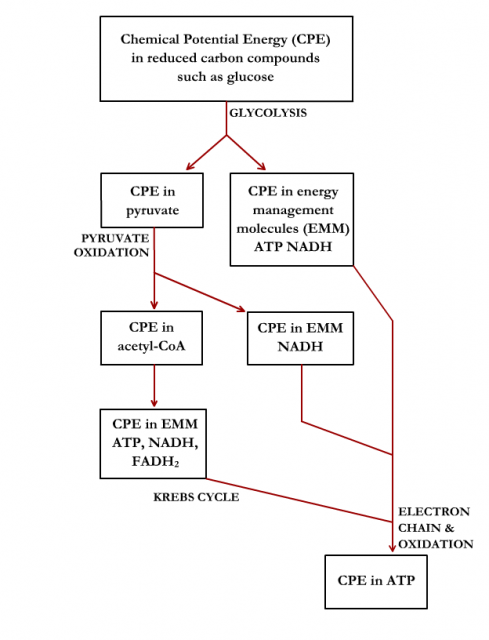 Chemical Potential Energy (CPE)
in reduced carbon compounds
such as glucose
GLYCOLYSIS
CPE in
pyruvate
CPE in energy
management
molecules (EMM)
ATP NADH
PYRUVATE
OXIDATION
CPE in
acetyl-CoA
CPE in EMM
NADH
CPE in EMM
ATP, NADH,
FADH₂
KREBS CYCLE
ELECTRON
CHAIN &
OXIDATION
CPE in ATP